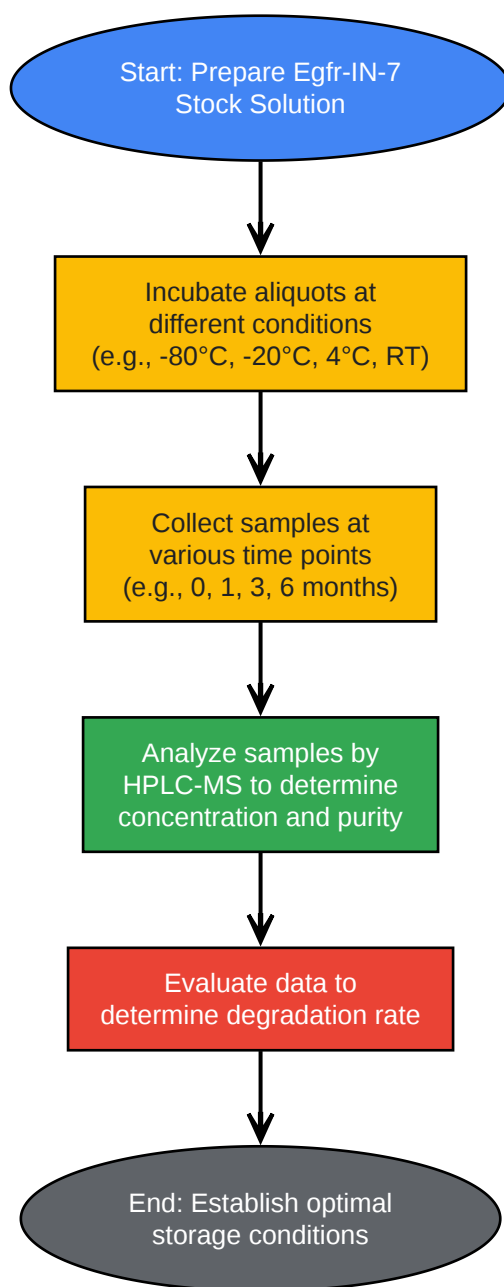 Start: Prepare Egfr-IN-7
Stock Solution
Incubate aliquots at
different conditions
(e.g., -80°C, -20°C, 4°C, RT)
Collect samples at
various time points
(e.g., 0, 1, 3, 6 months)
Analyze samples by
HPLC-MS to determine
concentration and purity
Evaluate data to
determine degradation rate
End: Establish optimal
storage conditions